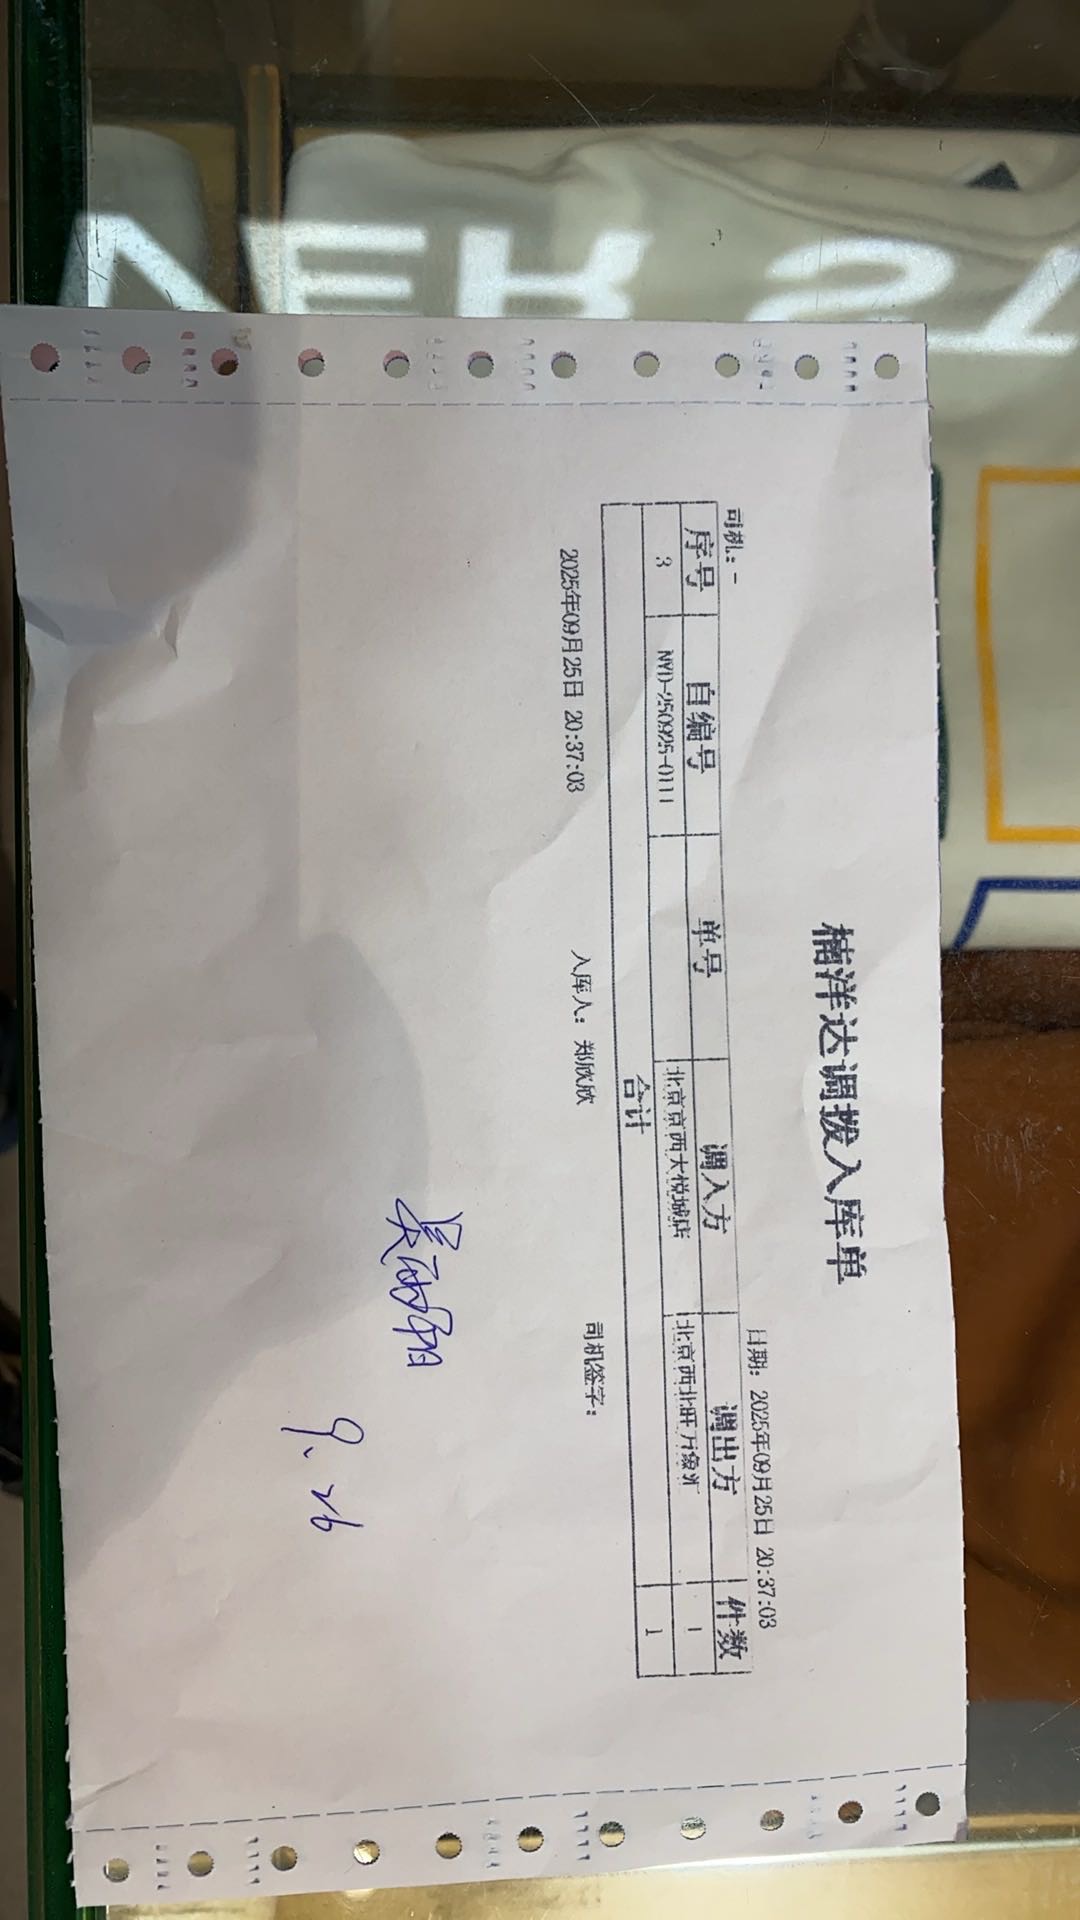 楠洋达调拨入库单
司机：- 日期：2025年09月25日 20:37:03
序号 自编号 单号 调入方 调出方 件数
3 NYD-250925-0111 北京京西大悦城店 北京西北旺万象汇 1
合计 1
2025年09月25日 20:37:03 入库人：郑欣欣 司机签字：
9.26